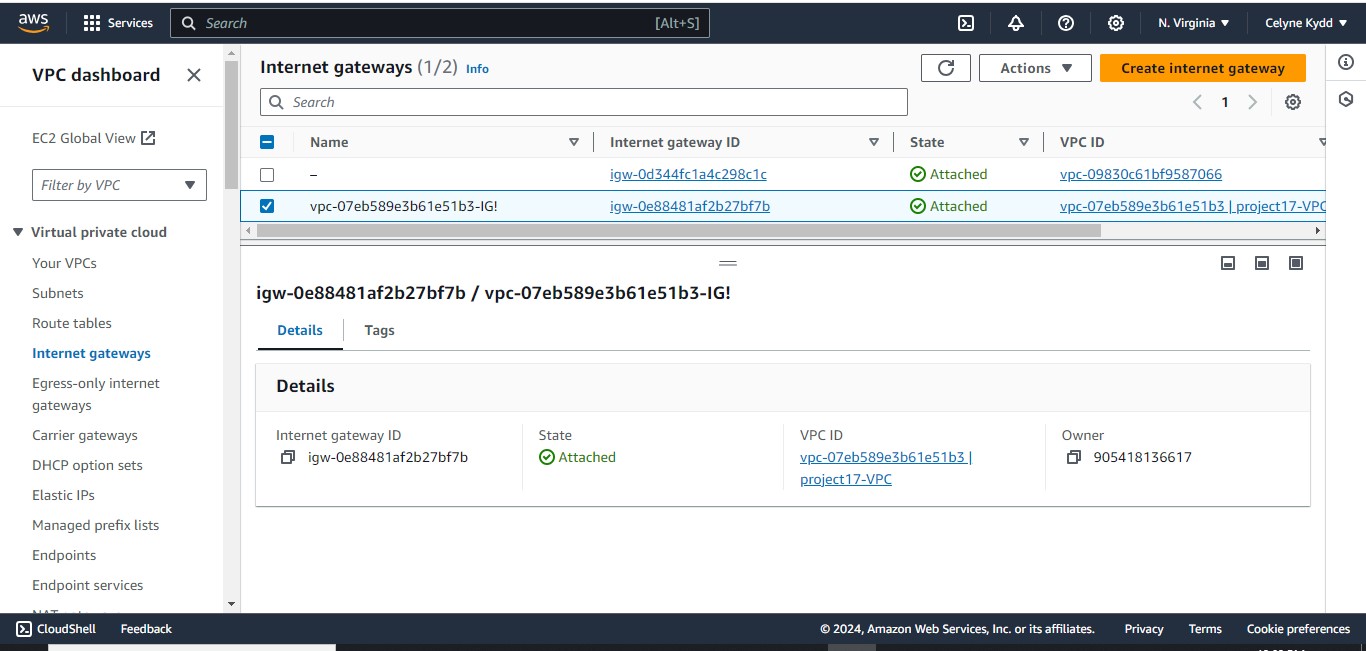 aws
Services
Search
[Alt+S]
N. Virginia
Celyne Kydd
VPC dashboard
EC2 Global View
Filter by VPC
Virtual private cloud
Your VPCs
Subnets
Route tables
Internet gateways
Egress-only internet
gateways
Carrier gateways
DHCP option sets
Elastic IPs
Managed prefix lists
Endpoints
Endpoint services
Internet gateways (1/2) Info
Actions
Create internet gateway
Search
1
Name Internet gateway ID State VPC ID
– igw-0d344fc1a4c298c1c Attached vpc-09830c61bf9587066
vpc-07eb589e3b61e51b3-IG! igw-0e88481af2b27bf7b Attached vpc-07eb589e3b61e51b3 | project17-VPC
igw-0e88481af2b27bf7b / vpc-07eb589e3b61e51b3-IG!
Details Tags
Details
Internet gateway ID
igw-0e88481af2b27bf7b
State
Attached
VPC ID
vpc-07eb589e3b61e51b3 |
project17-VPC
Owner
905418136617
CloudShell Feedback
© 2024, Amazon Web Services, Inc. or its affiliates. Privacy Terms Cookie preferences